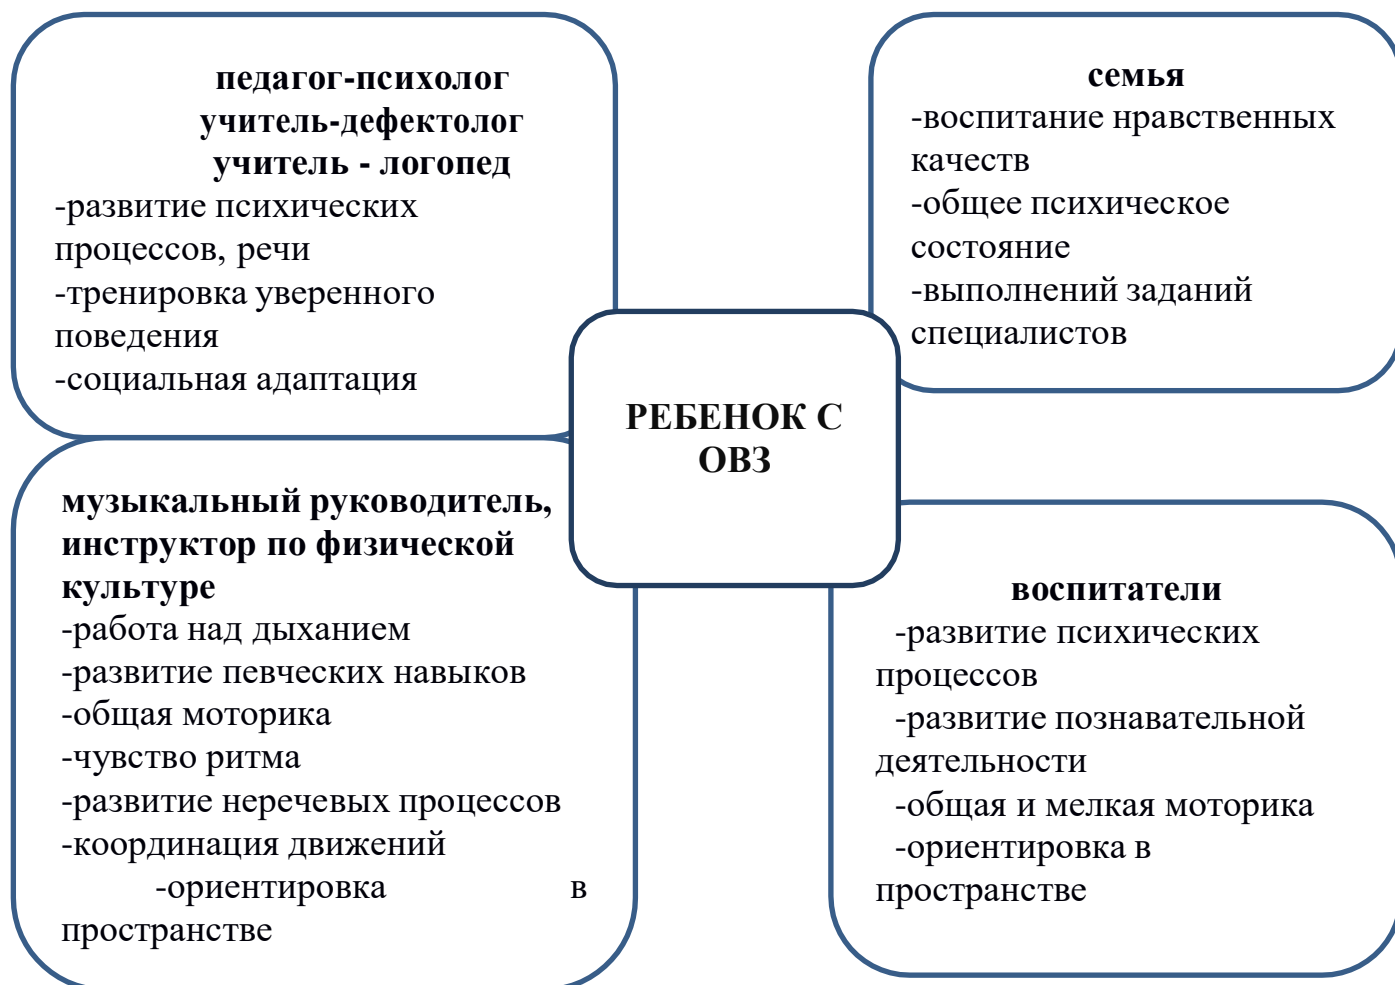 педагог-психолог
учитель-дефектолог
учитель - логопед
-развитие психических
процессов, речи
-тренировка уверенного
поведения
-социальная адаптация
семья
-воспитание нравственных
качеств
-общее психическое
состояние
-выполнений заданий
специалистов
РЕБЕНОК С
ОВЗ
музыкальный руководитель,
инструктор по физической
культуре
-работа над дыханием
-развитие певческих навыков
-общая моторика
-чувство ритма
-развитие неречевых процессов
-координация движений
-ориентировка в
пространстве
воспитатели
-развитие психических
процессов
-развитие познавательной
деятельности
-общая и мелкая моторика
-ориентировка в
пространстве